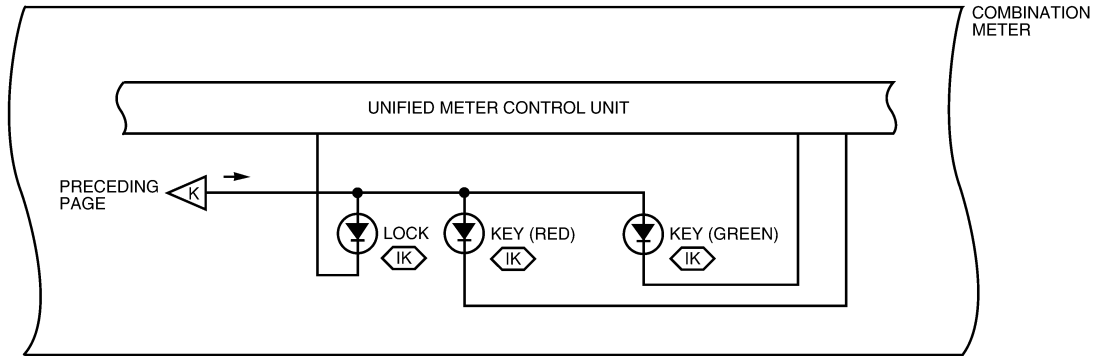 COMBINATION
METER
UNIFIED METER CONTROL UNIT
PRECEDING
PAGE
K
LOCK
IK
KEY (RED)
IK
KEY (GREEN)
IK